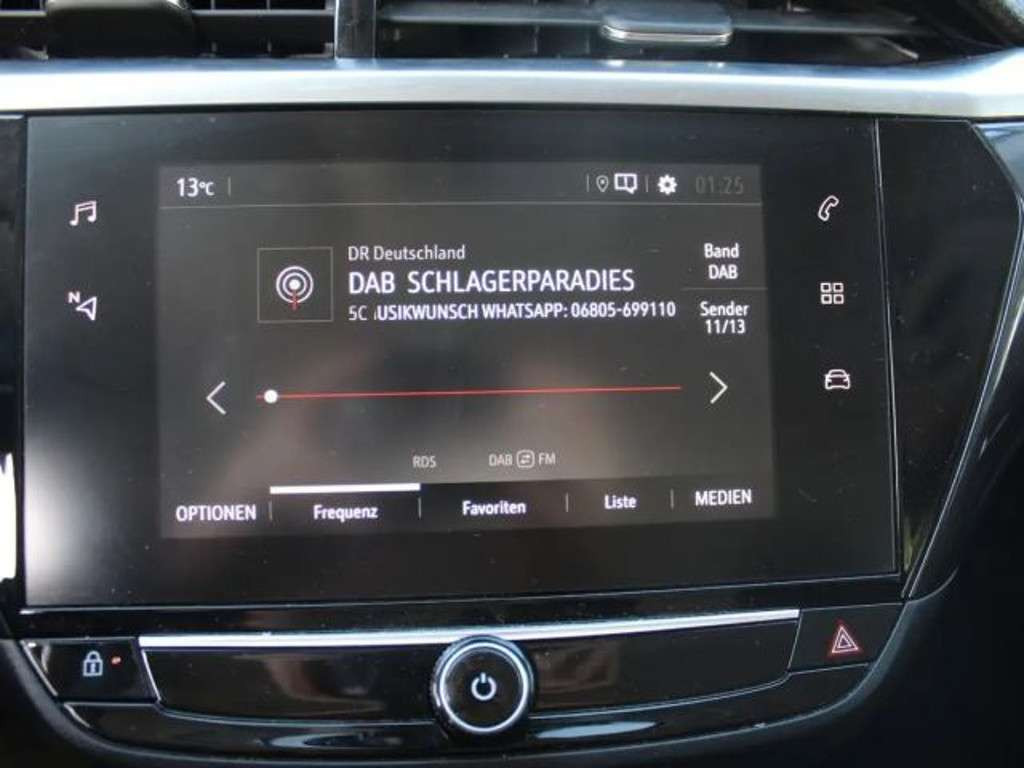 13°C
01:25
DR Deutschland
DAB SCHLAGERPARADIES
5C USIKWUNSCH WHATSAPP: 06805-699110
Band
DAB
Sender
11/13
N
RDS
DAB FM
OPTIONEN
Frequenz
Favoriten
Liste
MEDIEN